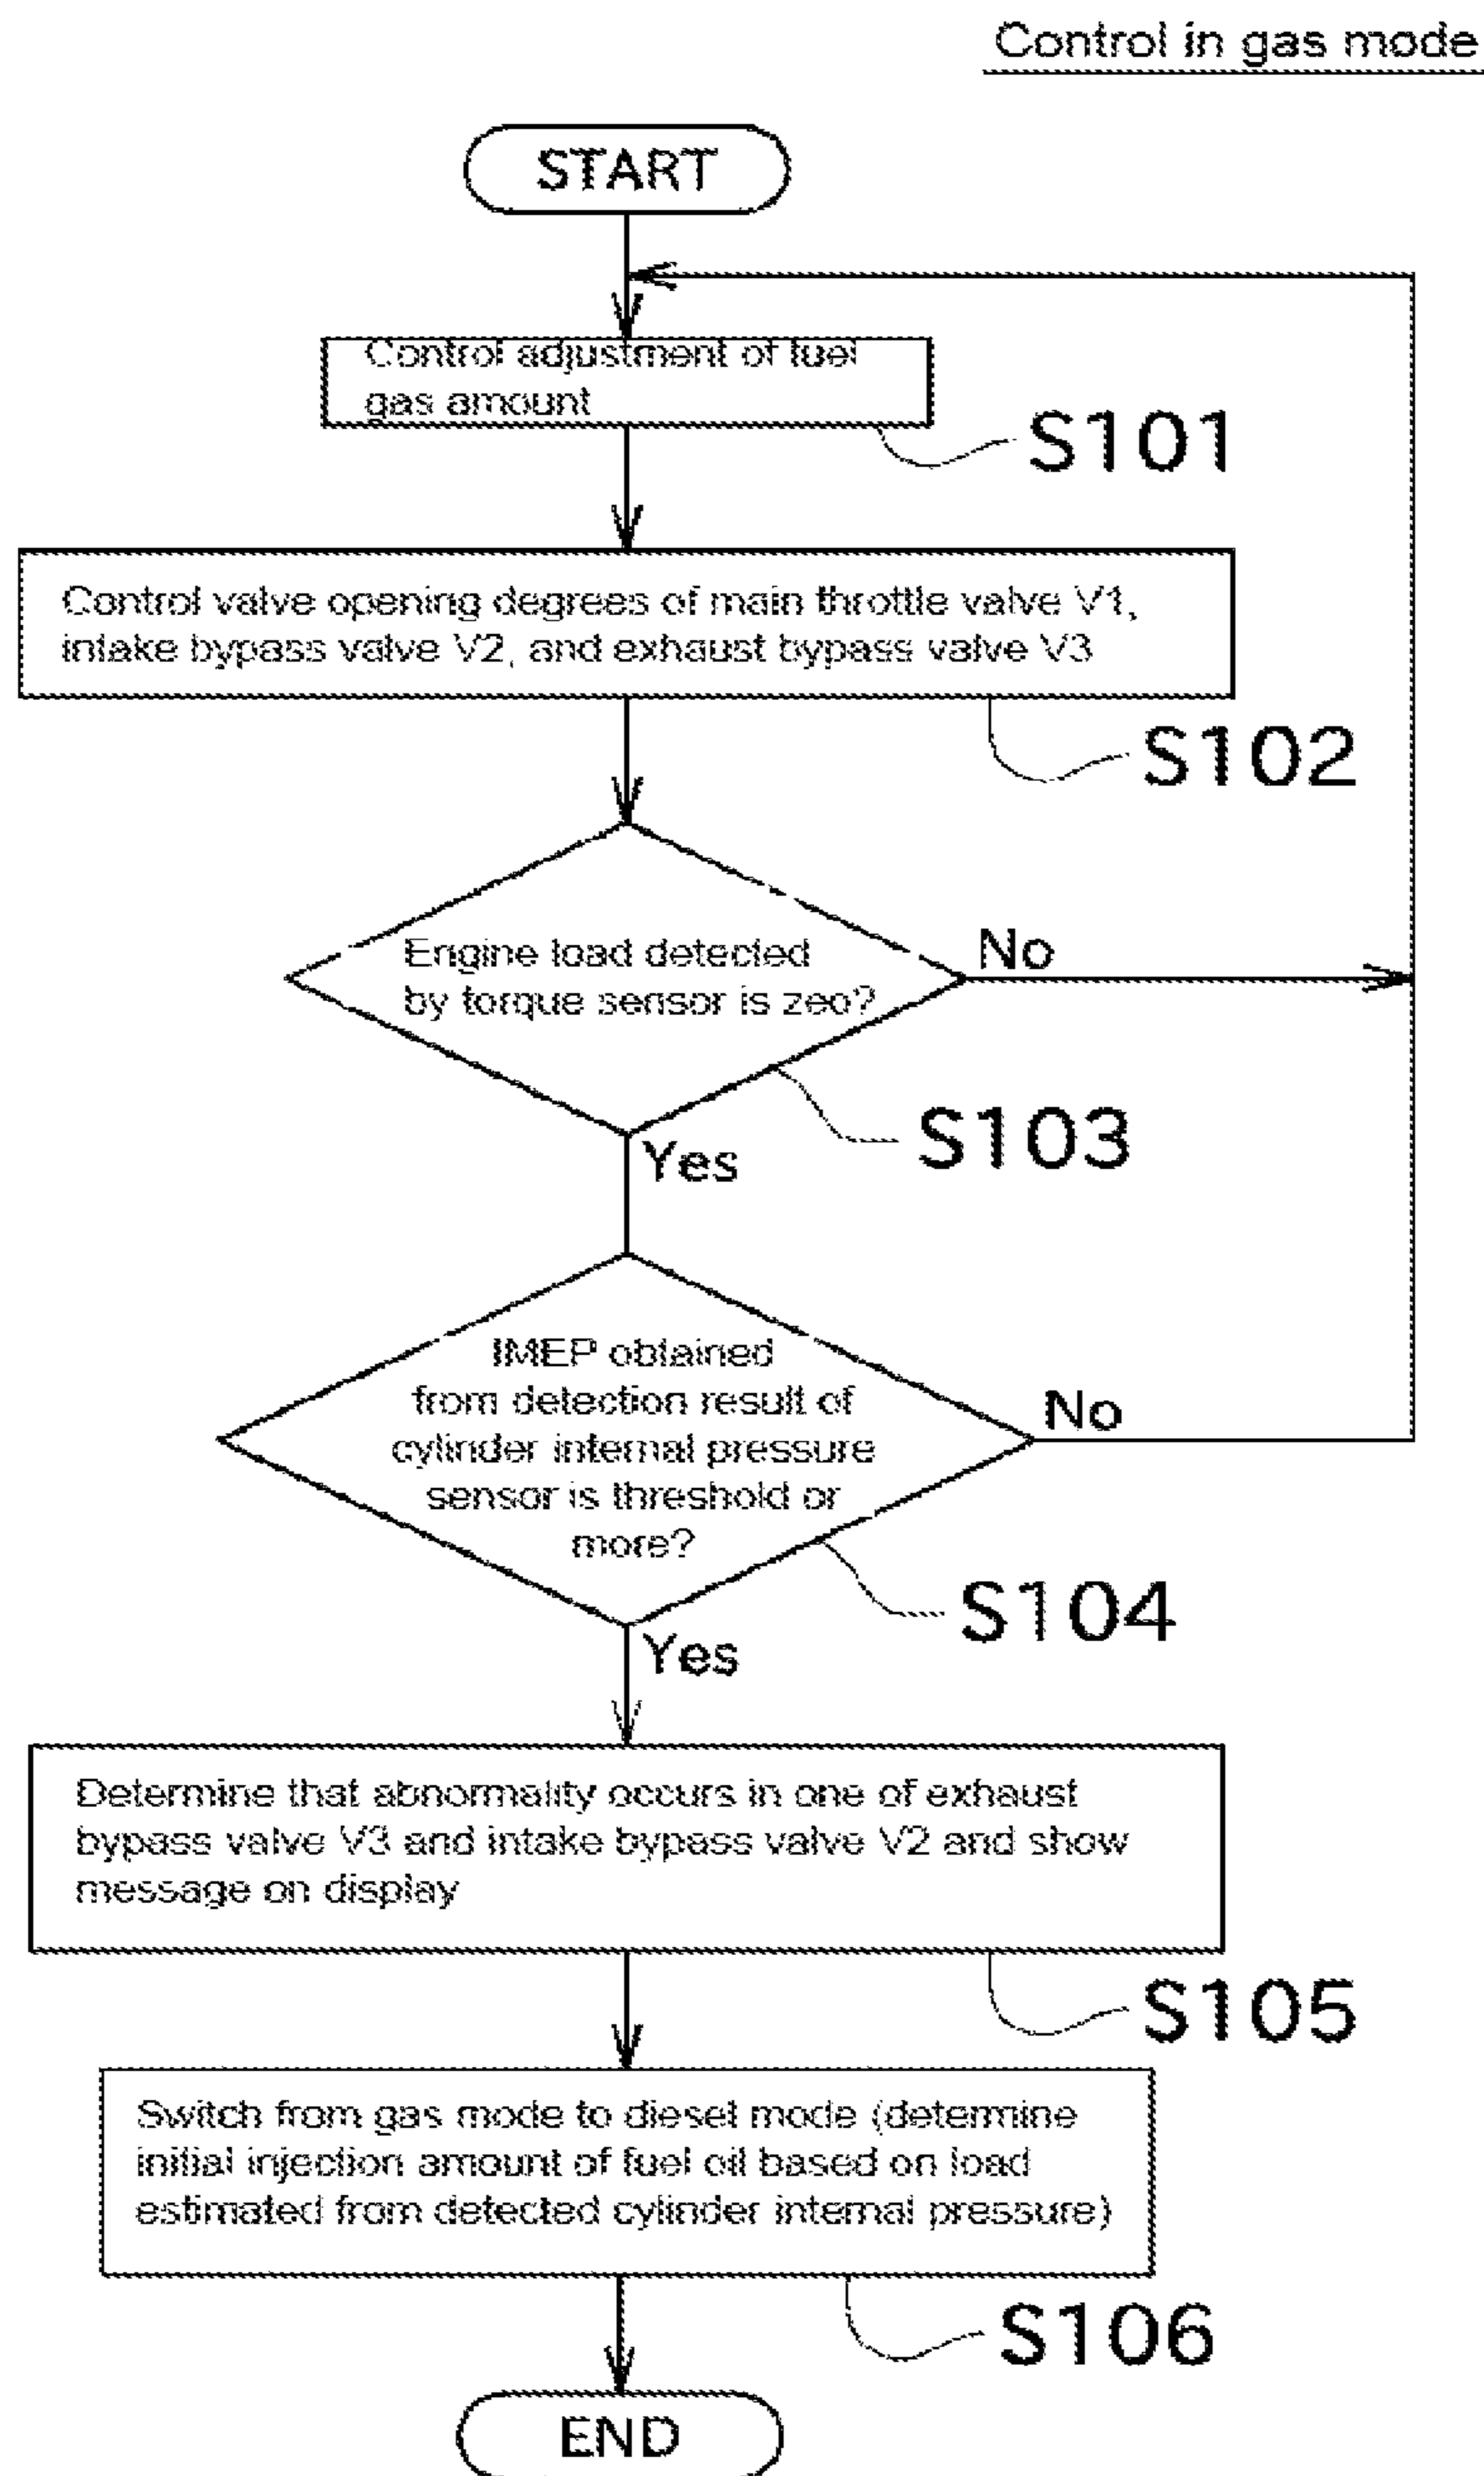 Control in gas mode
START
Control adjustment of fuel
gas amount
S101
Control valve opening degrees of main throttle valve V1,
intake bypass valve V2, and exhaust bypass valve V3
S102
Engine load detected
by torque sensor is zeo?
No
S103
Yes
IMEP obtained
from detection result of
cylinder internal pressure
sensor is threshold or
more?
No
S104
Yes
Determine that abnormality occurs in one of exhaust
bypass valve V3 and intake bypass valve V2 and show
message on display
S105
Switch from gas mode to diesel mode (determine
initial injection amount of fuel oil based on load
estimated from detected cylinder internal pressure)
S106
END